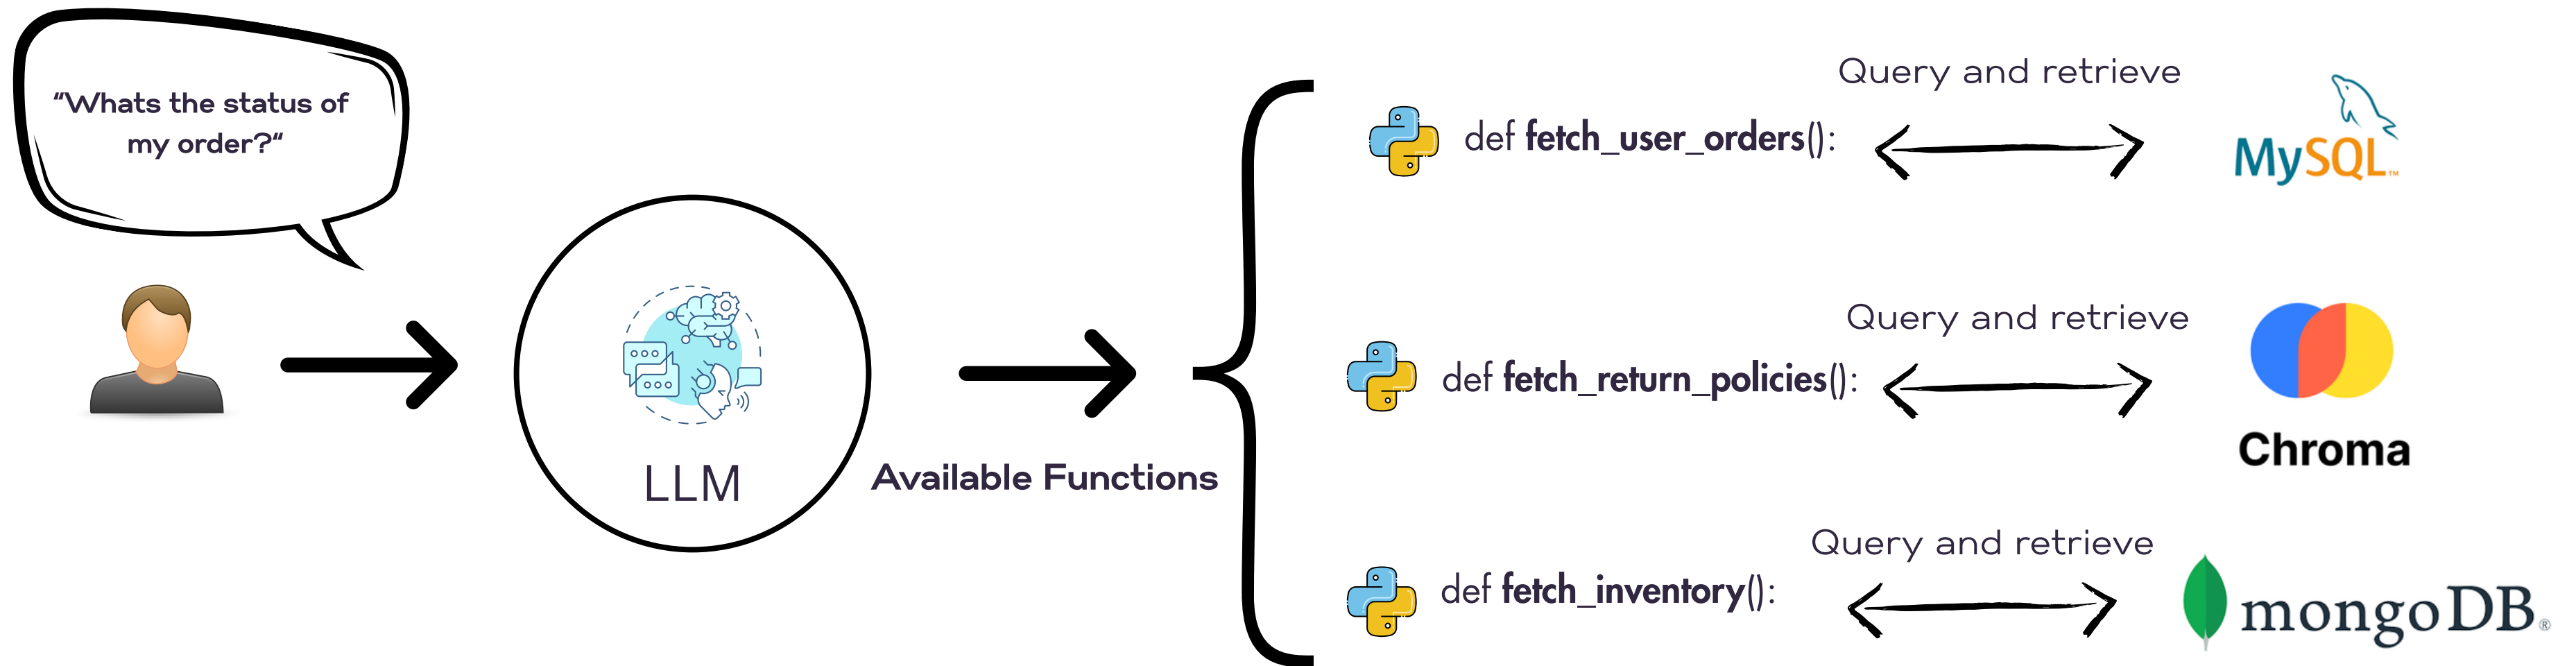 “Whats the status of
my order?“
LLM
Available Functions
def fetch_user_orders():
Query and retrieve
MySQL™
def fetch_return_policies():
Query and retrieve
Chroma
def fetch_inventory():
Query and retrieve
mongoDB®